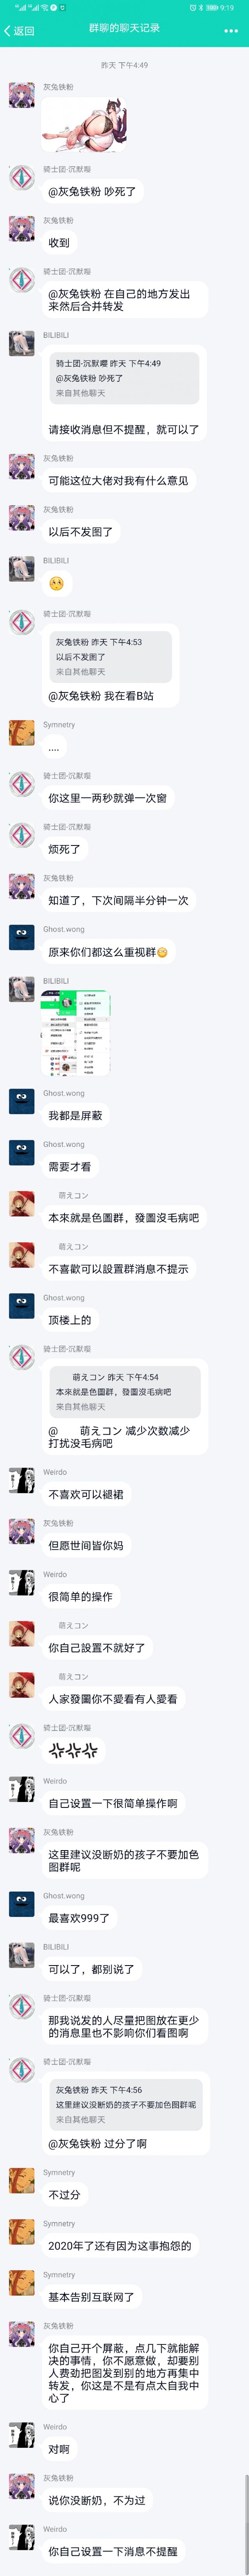 9:19
返回
群聊的聊天记录
昨天 下午4:49
灰兔铁粉
骑士团-沉默嘤
@灰兔铁粉 吵死了
灰兔铁粉
收到
骑士团-沉默嘤
@灰兔铁粉 在自己的地方发出
来然后合并转发
BILIBILI
骑士团-沉默嘤 昨天 下午4:49
@灰兔铁粉 吵死了
来自其他聊天
请接收消息但不提醒，就可以了
灰兔铁粉
可能这位大佬对我有什么意见
灰兔铁粉
以后不发图了
BILIBILI
骑士团-沉默嘤
灰兔铁粉 昨天 下午4:53
以后不发图了
来自其他聊天
@灰兔铁粉 我在看B站
Symnetry
....
骑士团-沉默嘤
你这里一两秒就弹一次窗
骑士团-沉默嘤
烦死了
灰兔铁粉
知道了，下次间隔半分钟一次
Ghost.wong
原来你们都这么重视群
BILIBILI
Ghost.wong
我都是屏蔽
Ghost.wong
需要才看
萌えコン
本來就是色圖群，發圖沒毛病吧
萌えコン
不喜歡可以設置群消息不提示
Ghost.wong
顶楼上的
骑士团-沉默嘤
萌えコン 昨天 下午4:54
本來就是色圖群，發圖沒毛病吧
来自其他聊天
@ 萌えコン 减少次数减少
打扰没毛病吧
Weirdo
不喜欢可以褪裙
灰兔铁粉
但愿世间皆你妈
Weirdo
很简单的操作
萌えコン
你自己設置不就好了
萌えコン
人家發圖你不愛看有人愛看
骑士团-沉默嘤
Weirdo
自己设置一下很简单操作啊
灰兔铁粉
这里建议没断奶的孩子不要加色
图群呢
Ghost.wong
最喜欢999了
BILIBILI
可以了，都别说了
骑士团-沉默嘤
那我说发的人尽量把图放在更少
的消息里也不影响你们看图啊
骑士团-沉默嘤
灰兔铁粉 昨天 下午4:56
这里建议没断奶的孩子不要加色图群呢
来自其他聊天
@灰兔铁粉 过分了啊
Symnetry
不过分
Symnetry
2020年了还有因为这事抱怨的
Symnetry
基本告别互联网了
灰兔铁粉
你自己开个屏蔽，点几下就能解
决的事情，你不愿意做，却要别
人费劲把图发到别的地方再集中
转发，你这是不是有点太自我中
心了
Weirdo
对啊
灰兔铁粉
说你没断奶，不为过
Weirdo
你自己设置一下消息不提醒